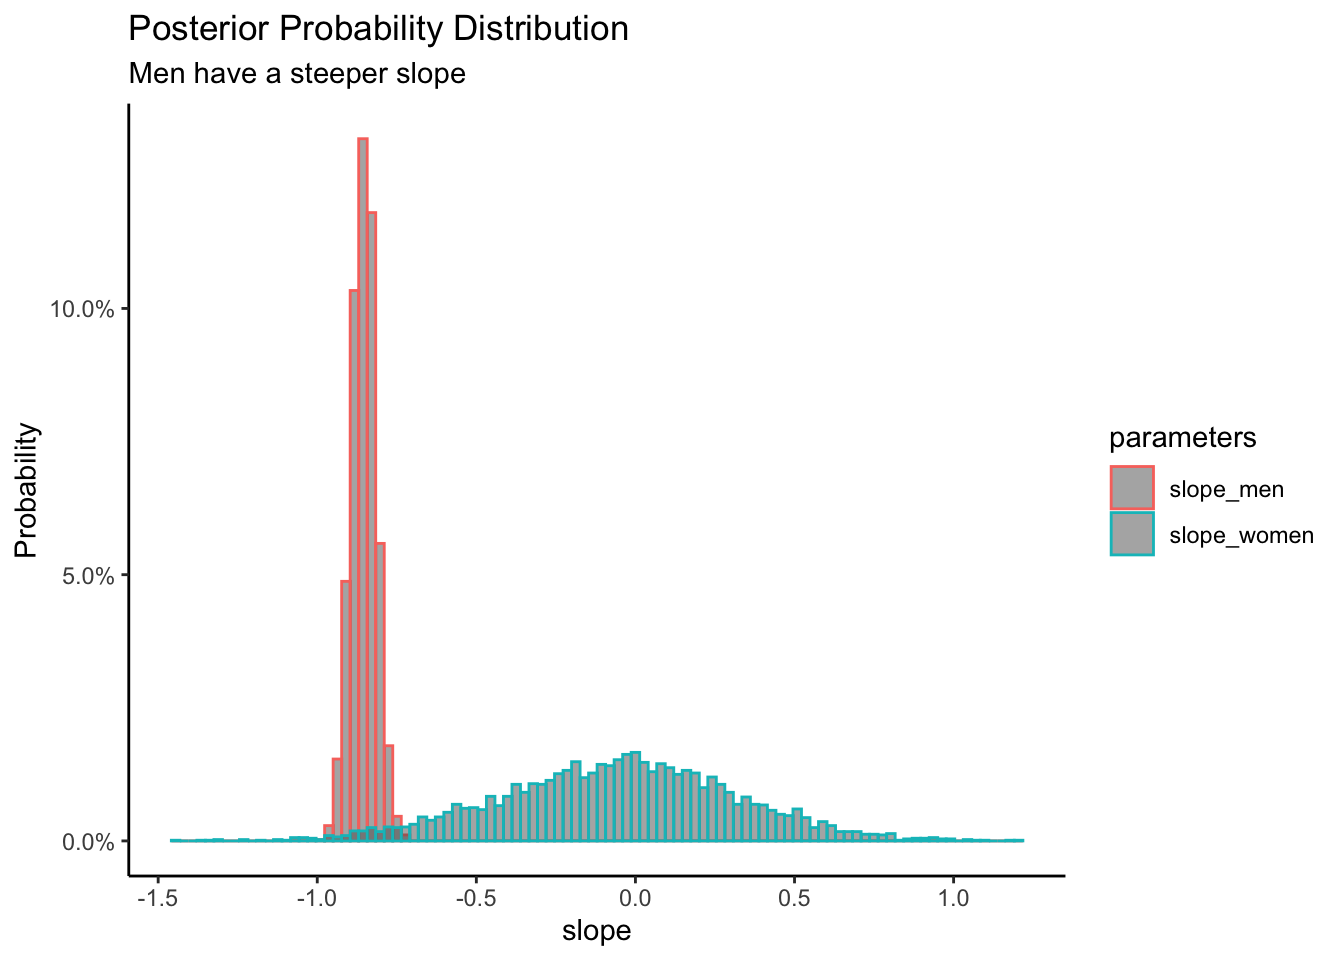 Posterior Probability Distribution
Men have a steeper slope
Probability
10.0%
5.0%
0.0%
-1.5 -1.0 -0.5 0.0 0.5 1.0
slope
parameters
slope_men
slope_women